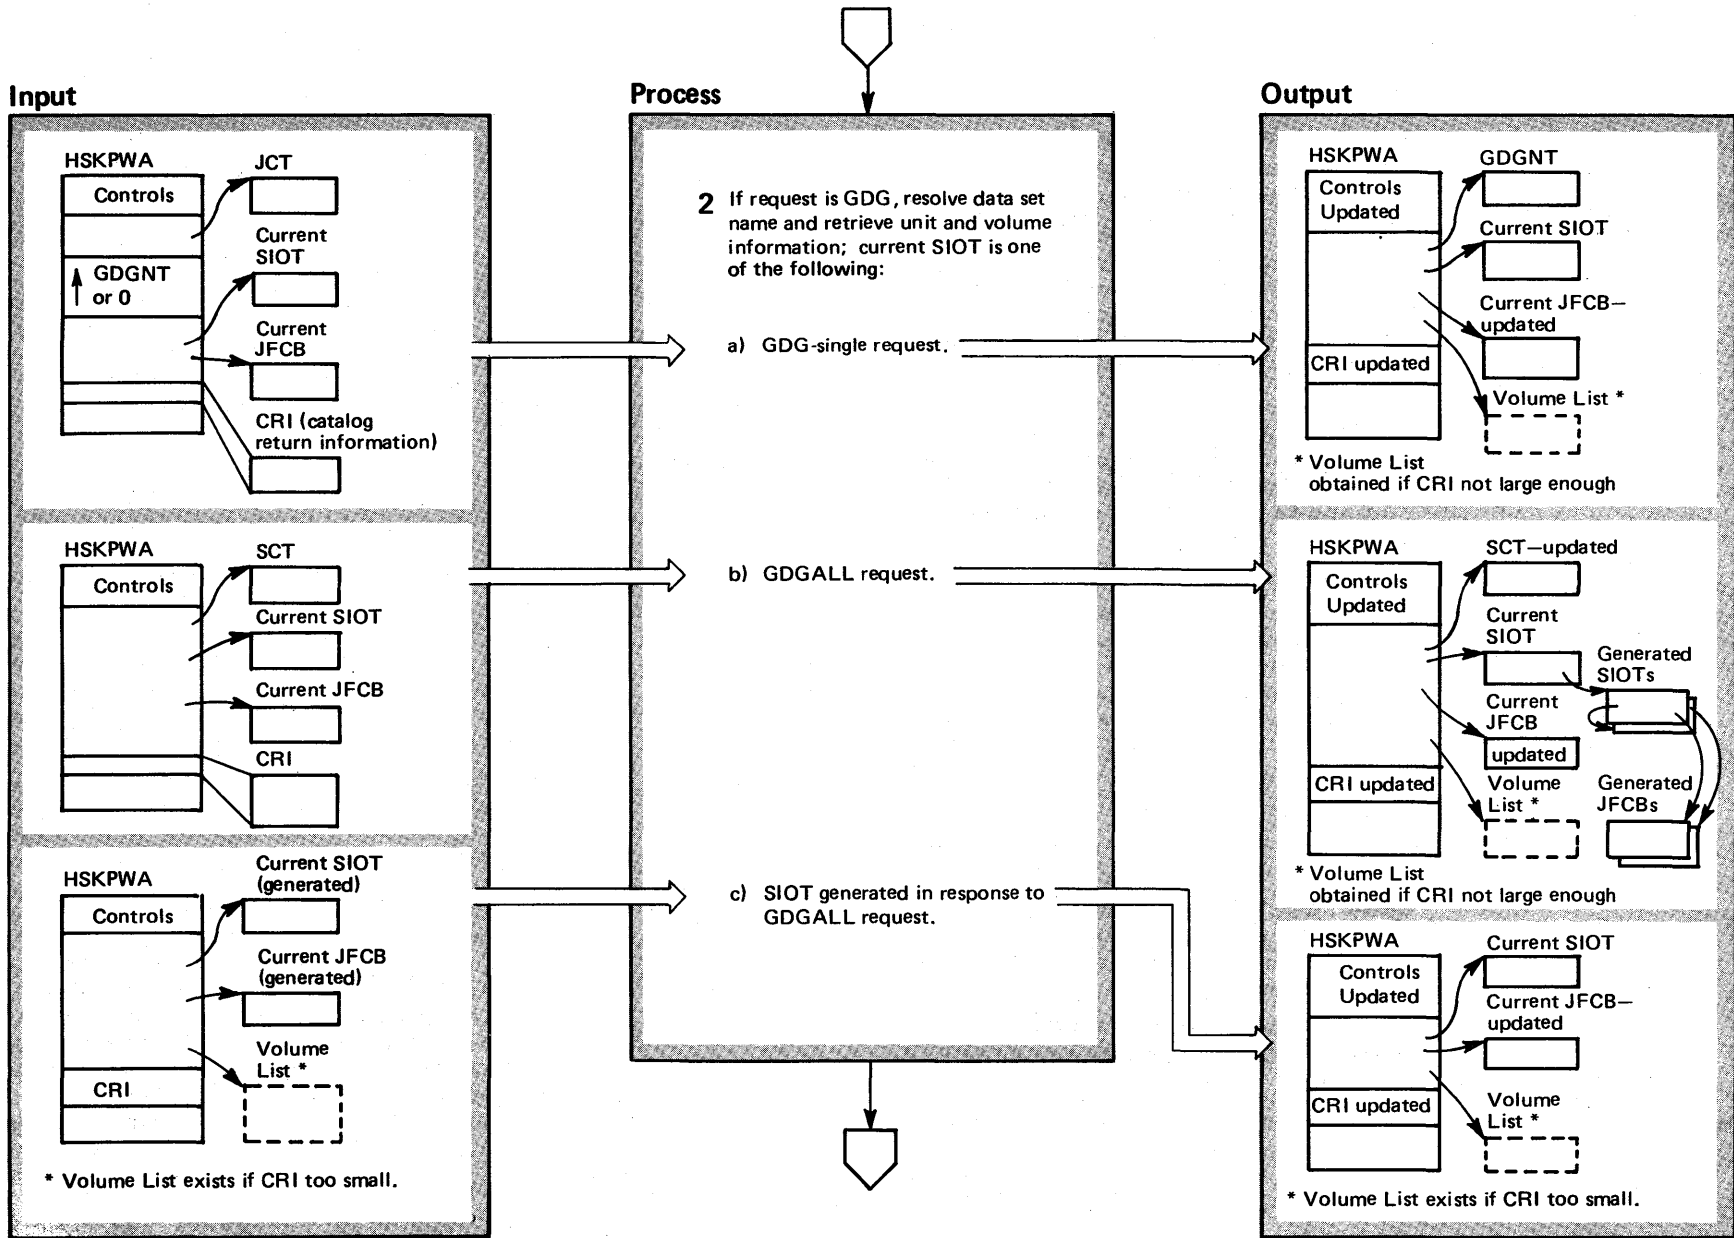 Input
HSKPWA
Controls
JCT
Current
SIOT
GDGNT
or 0
Current
JFCB
CRI (catalog
return information)
HSKPWA
Controls
SCT
Current SIOT
Current JFCB
CRI
HSKPWA
Controls
Current SIOT
(generated)
Current JFCB
(generated)
Volume
List *
CRI
* Volume List exists if CRI too small.
Process
2 If request is GDG, resolve data set
name and retrieve unit and volume
information; current SIOT is one
of the following:
a) GDG-single request.
b) GDGALL request.
c) SIOT generated in response to
GDGALL request.
Output
HSKPWA
Controls
Updated
GDGNT
Current SIOT
Current JFCB—
updated
CRI updated
Volume List *
* Volume List
obtained if CRI not large enough
HSKPWA
Controls
Updated
SCT—updated
Current
SIOT
Generated
SIOTs
Current
JFCB
updated
CRI updated
Volume
List *
Generated
JFCBs
* Volume List
obtained if CRI not large enough
HSKPWA
Controls
Updated
Current SIOT
Current JFCB—
updated
CRI updated
Volume
List *
* Volume List exists if CRI too small.